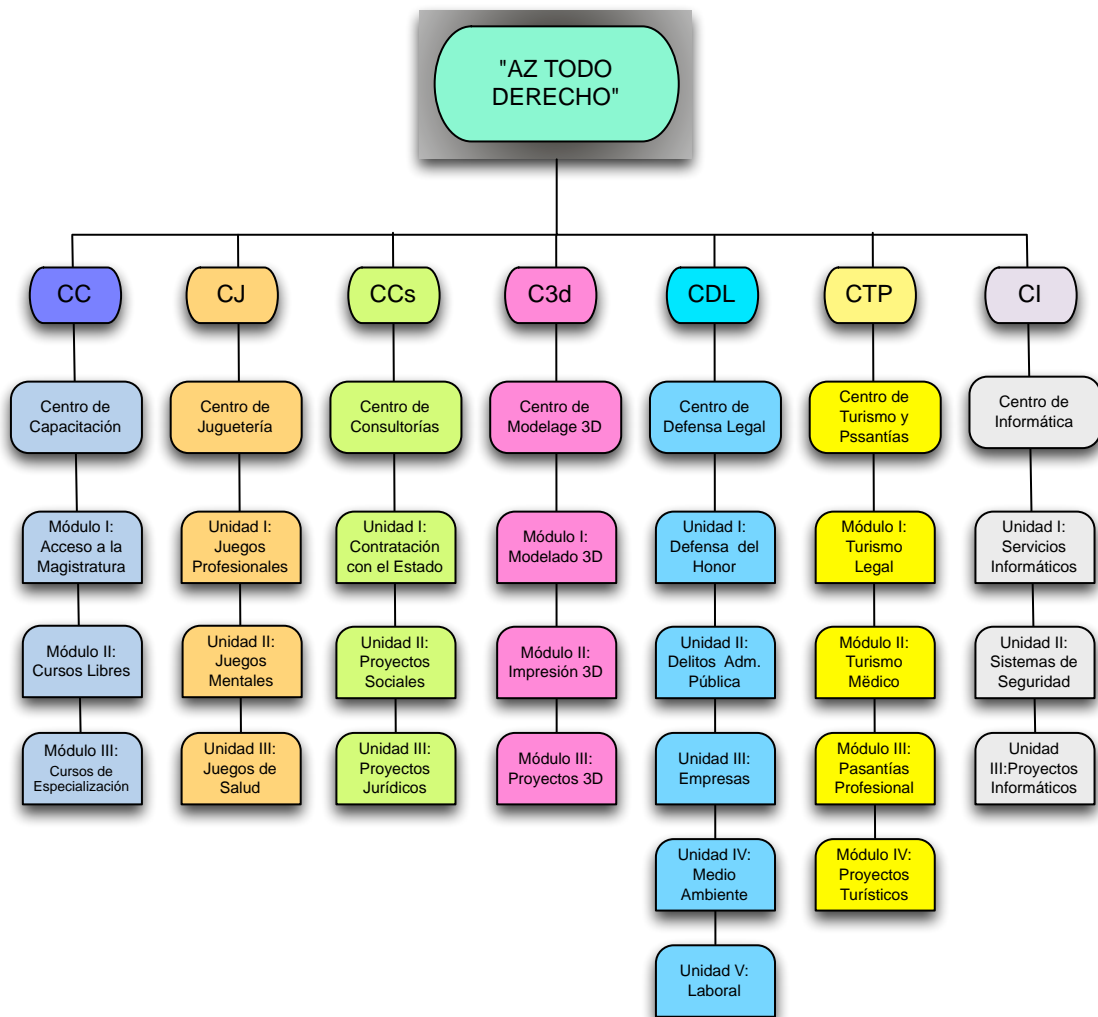 "AZ TODO
DERECHO"
CC
CJ
CCs
C3d
CDL
CTP
CI
Centro de
Capacitación
Centro de
Juguetería
Centro de
Consultorías
Centro de
Modelage 3D
Centro de
Defensa Legal
Centro de
Turismo y
Pssantías
Centro de
Informática
Módulo I:
Acceso a la
Magistratura
Unidad I:
Juegos
Profesionales
Unidad I:
Contratación
con el Estado
Módulo I:
Modelado 3D
Unidad I:
Defensa del
Honor
Módulo I:
Turismo
Legal
Unidad I:
Servicios
Informáticos
Módulo II:
Cursos Libres
Unidad II:
Juegos
Mentales
Unidad II:
Proyectos
Sociales
Módulo II:
Impresión 3D
Unidad II:
Delitos Adm.
Pública
Módulo II:
Turismo
Mëdico
Unidad II:
Sistemas de
Seguridad
Módulo III:
Cursos de
Especialización
Unidad III:
Juegos de
Salud
Unidad III:
Proyectos
Jurídicos
Módulo III:
Proyectos 3D
Unidad III:
Empresas
Módulo III:
Pasantías
Profesional
Unidad
III:Proyectos
Informáticos
Unidad IV:
Medio
Ambiente
Módulo IV:
Proyectos
Turísticos
Unidad V:
Laboral